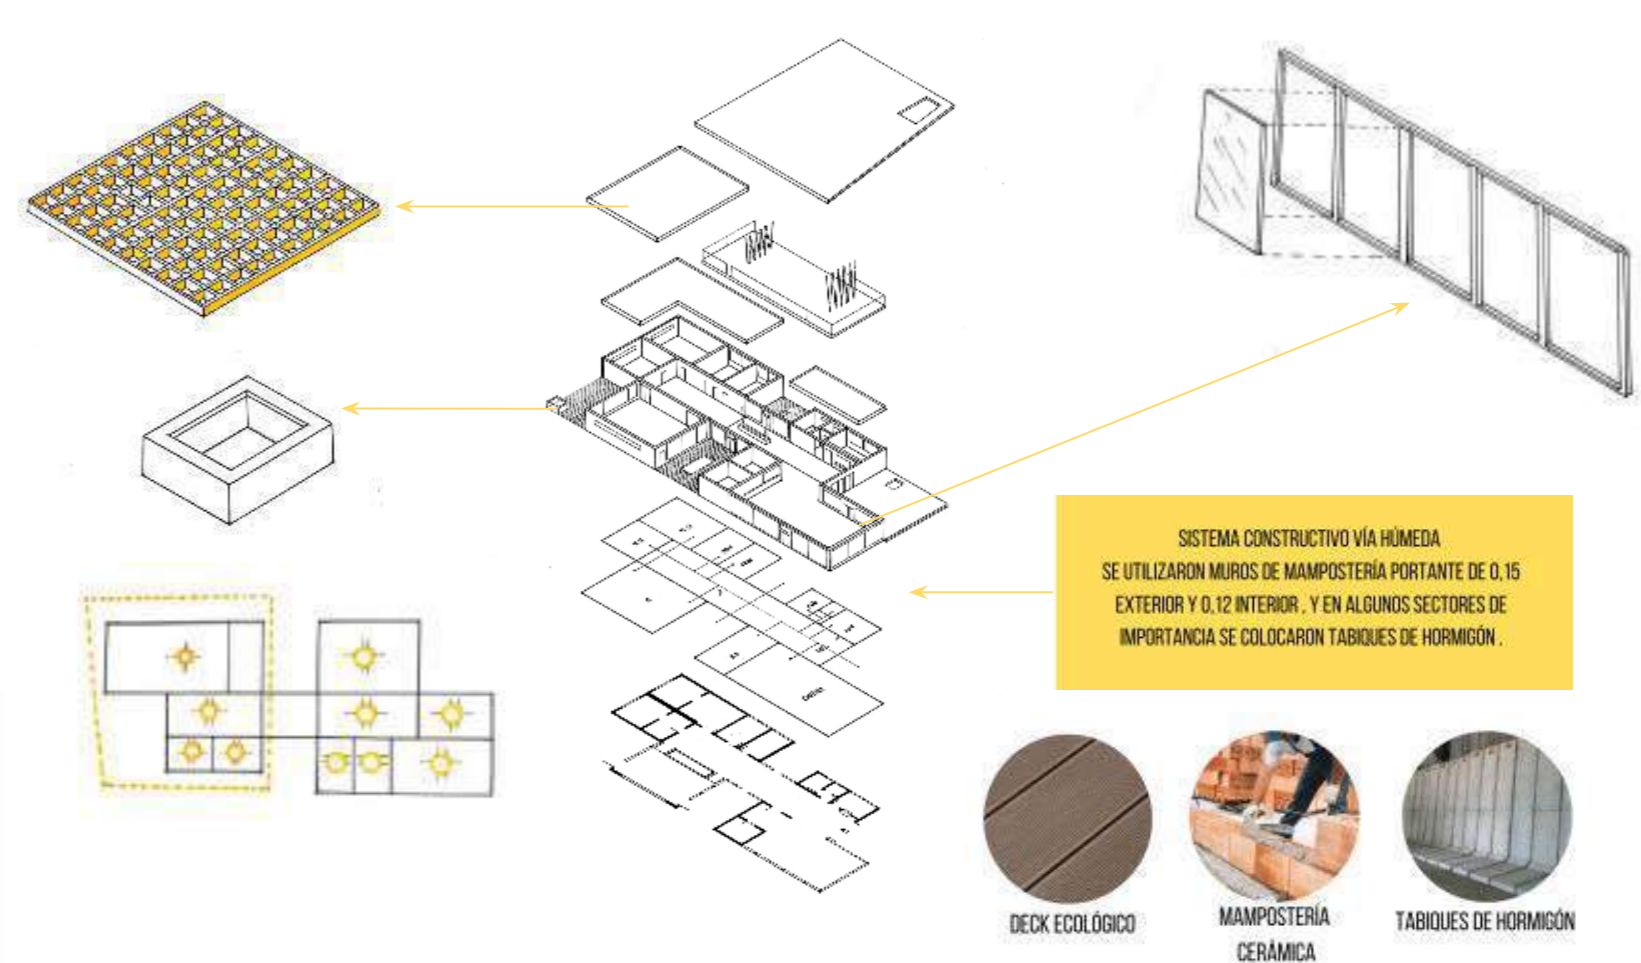 SISTEMA CONSTRUCTIVO VÍA HÚMEDA
SE UTILIZARON MUROS DE MAMPOSTERÍA PORTANTE DE 0,15
EXTERIOR Y 0,12 INTERIOR , Y EN ALGUNOS SECTORES DE
IMPORTANCIA SE COLOCARON TABIQUES DE HORMIGÓN .
DECK ECOLÓGICO
MAMPOSTERÍA
CERÁMICA
TABIQUES DE HORMIGÓN